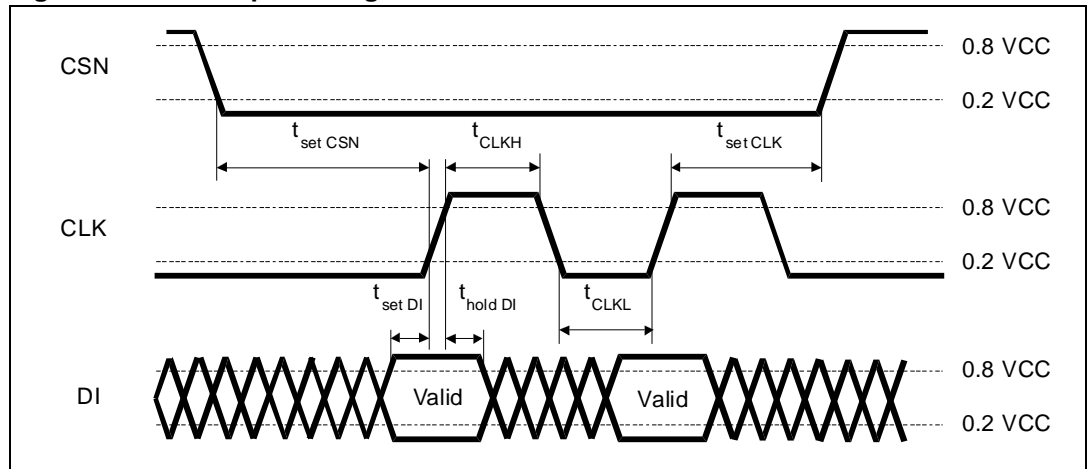 CSN
0.8 VCC
0.2 VCC
t set CSN
t CLKH
t set CLK
CLK
0.8 VCC
0.2 VCC
t set DI
t hold DI
t CLKL
DI
Valid
Valid
0.8 VCC
0.2 VCC